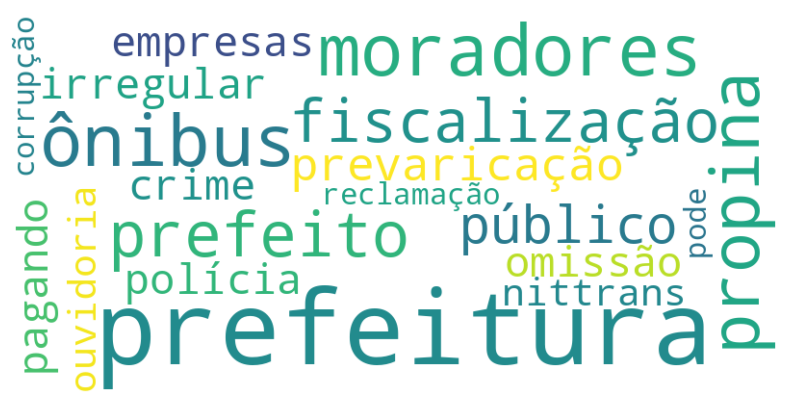 corrupção
empresas
moradores
irregular
ônibus
fiscalização
prevaricação
propina
crime
reclamação
pagando
ouvidoria
prefeito
público
pode
polícia
omissão
nittrans
prefeitura